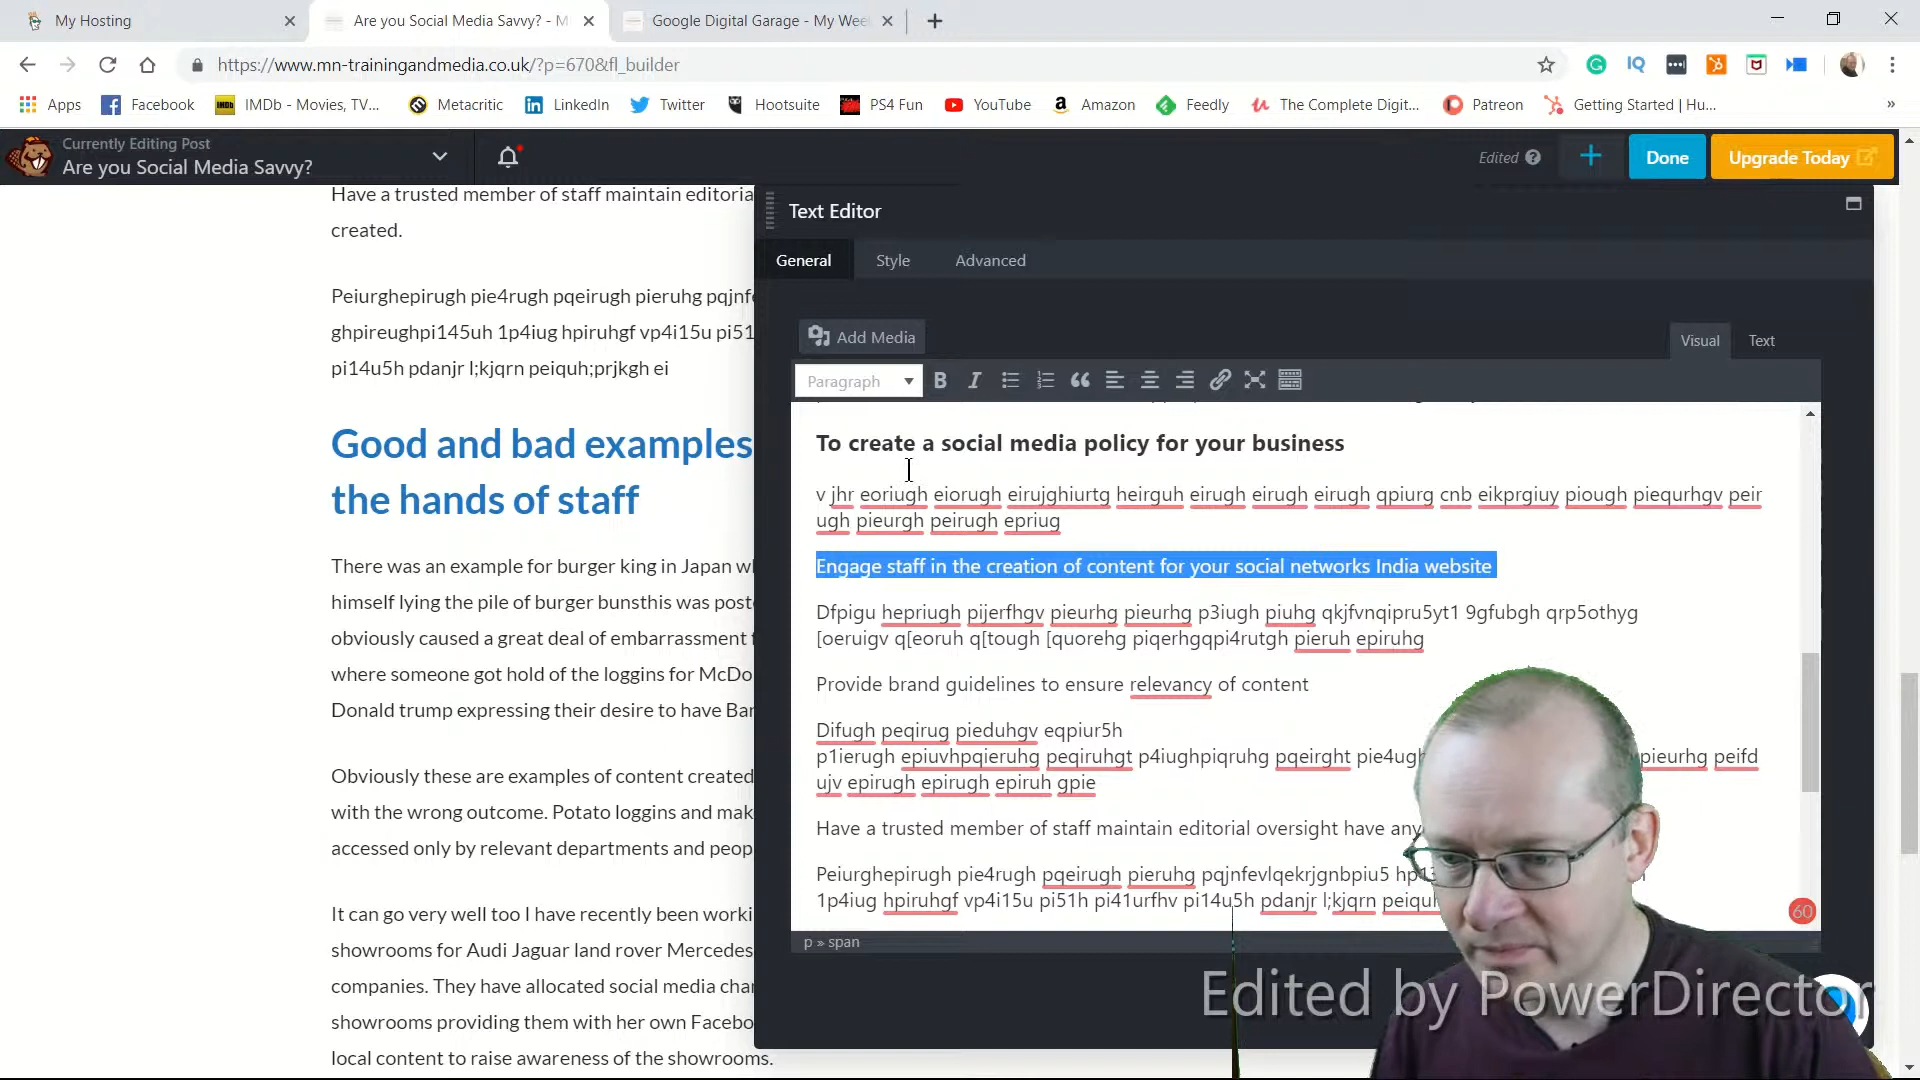 My Hosting
Are you Social Media Savvy? - M
Google Digital Garage - My Wee
https://www.mn-trainingandmedia.co.uk/?p=670&fl_builder
Apps
Facebook
IMDb - Movies, TV...
Metacritic
LinkedIn
Twitter
Hootsuite
PS4 Fun
YouTube
Amazon
Feedly
The Complete Digit...
Patreon
Getting Started | Hu...
Currently Editing Post
Are you Social Media Savvy?
Edited
Done
Upgrade Today
Have a trusted member of staff maintain editoria
created.
Peiurghepirugh pie4rugh pqeirugh pieruhg pqjnf
ghpireughpi145uh 1p4iug hpiruhgf vp4i15u pi51
pi14u5h pdanjr l;kjqrn peiquh;prjkgh ei
Good and bad examples
the hands of staff
There was an example for burger king in Japan w
himself lying the pile of burger bunsthis was post
obviously caused a great deal of embarrassment
where someone got hold of the loggins for McDo
Donald trump expressing their desire to have Bar
Obviously these are examples of content created
with the wrong outcome. Potato loggins and mak
accessed only by relevant departments and peop
It can go very well too I have recently been worki
showrooms for Audi Jaguar land rover Mercedes
companies. They have allocated social media cha
showrooms providing them with her own Facebo
local content to raise awareness of the showrooms.
Text Editor
General
Style
Advanced
Add Media
Visual
Text
Paragraph
To create a social media policy for your business
v jhr eoriugh eiorugh eirujghiurtg heirguh eirugh eirugh eirugh qpiurg cnb eikprgiuy piough piequrhgv peir
ugh pieurgh peirugh epriug
Engage staff in the creation of content for your social networks India website
Dfpigu hepriugh pijerfhgv pieurhg pieurhg p3iugh piuhg qkjfvnqipru5yt1 9gfubgh qrp5othyg
[oeruigv q[eoruh q[tough [quorehg piqerhgqpi4rutgh pieruh epiruhg
Provide brand guidelines to ensure relevancy of content
Difugh peqirug pieduhgv eqpiur5h
p1ierugh epiuvhpqieruhg peqiruhgt p4iughpiqruhg pqeirght pie4ugh pieurhg peifd
ujv epirugh epirugh epiruh gpie
Have a trusted member of staff maintain editorial oversight have any
Peiurghepirugh pie4rugh pqeirugh pieruhg pqjnfevlqekrjgnbpiu5 hp13
1p4iug hpiruhgf vp4i15u pi51h pi41urfhv pi14u5h pdanjr l;kjqrn peiquh
60
p » span
Edited by PowerDirector